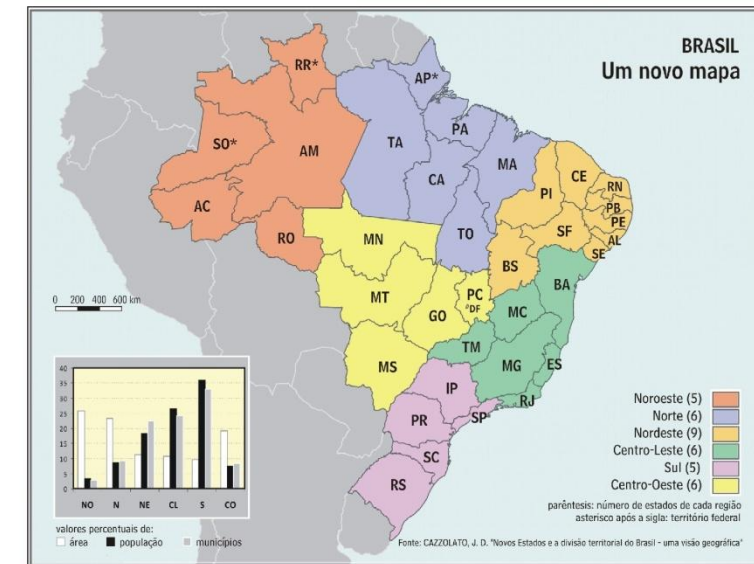 BRASIL
Um novo mapa
RR*
AP*
SO*
AM
TA
PA
MA
CA
AC
RO
TO
PI
CE
RN
PB
PE
AL
SE
SF
BS
MN
MT
GO
PC
DF
MS
BA
MC
TM
MG
ES
RJ
IP
SP
PR
SC
RS
0 200 400 600 km
40
35
30
25
20
15
10
5
0
NO N NE CL S CO
valores percentuais de:
área população municípios
Noroeste (5)
Norte (6)
Nordeste (9)
Centro-Leste (6)
Sul (5)
Centro-Oeste (6)
parêntesis: número de estados de cada região
asterisco após a sigla: território federal
Fonte: CAZZOLATO, J. D. "Novos Estados e a divisão territorial do Brasil - uma visão geográfica"